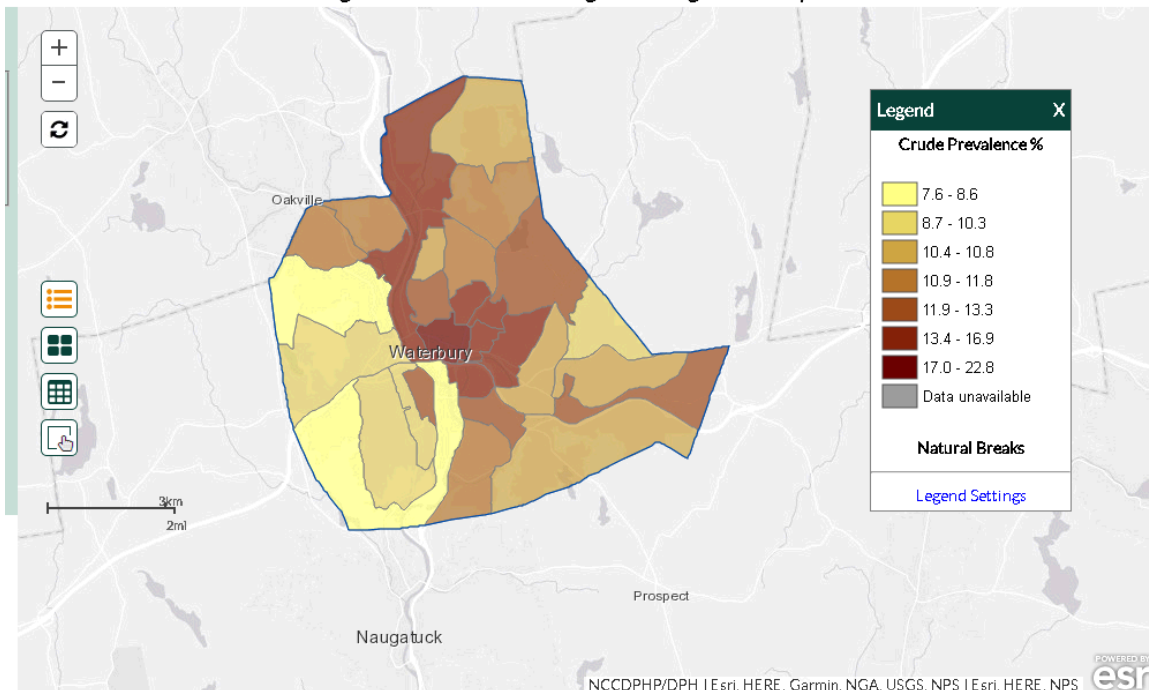 +
−
Legend X
Crude Prevalence %
7.6 - 8.6
8.7 - 10.3
10.4 - 10.8
10.9 - 11.8
11.9 - 13.3
13.4 - 16.9
17.0 - 22.8
Data unavailable
Natural Breaks
Legend Settings
Oakville
Waterbury
3km
2mi
Prospect
Naugatuck
POWERED BY
esri
NCCDPHP/DPH | Esri, HERE, Garmin, NGA, USGS, NPS | Esri, HERE, NPS